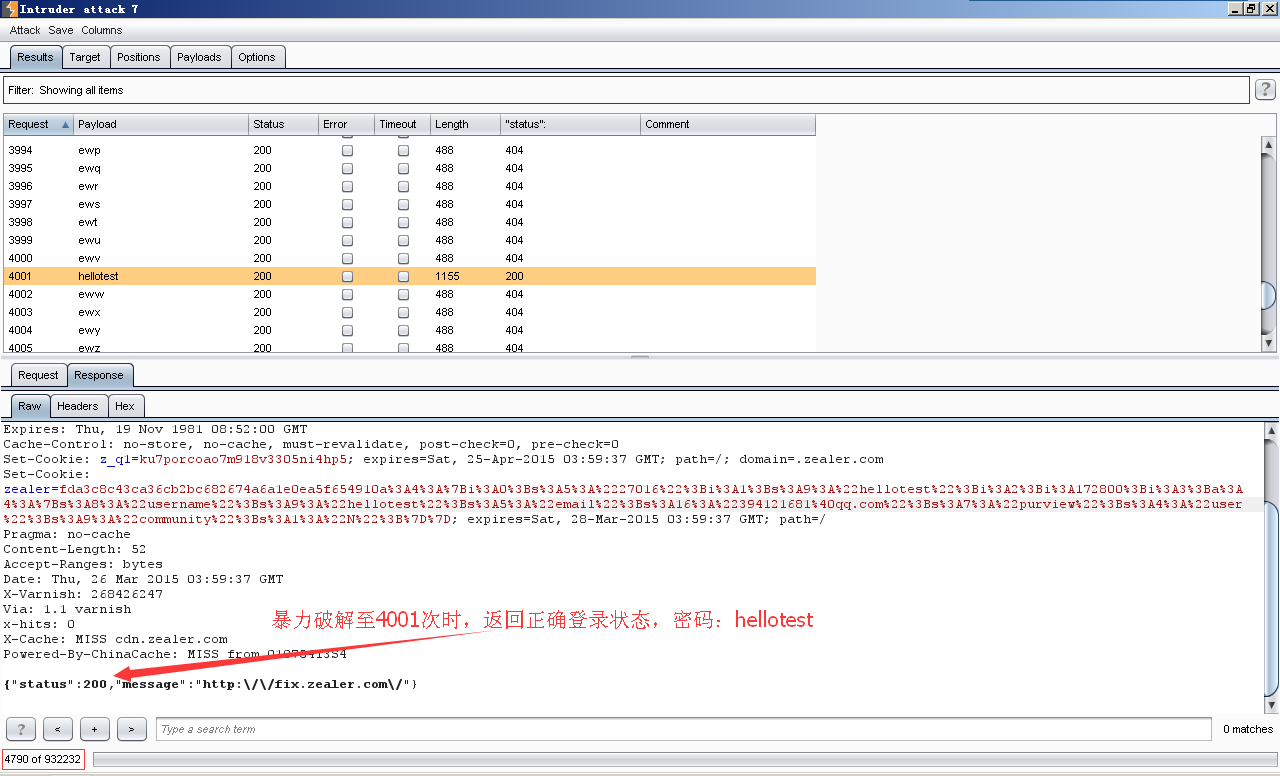 Intruder attack 7
Attack Save Columns
Results Target Positions Payloads Options
Filter: Showing all items ?
Request Payload Status Error Timeout Length "status": Comment
3994 ewp 200 488 404
3995 ewq 200 488 404
3996 ewr 200 488 404
3997 ews 200 488 404
3998 ewt 200 488 404
3999 ewu 200 488 404
4000 ewv 200 488 404
4001 hellotest 200 1155 200
4002 eww 200 488 404
4003 ewx 200 488 404
4004 ewy 200 488 404
4005 ewz 200 488 404
Request Response
Raw Headers Hex
Expires: Thu, 19 Nov 1981 08:52:00 GMT
Cache-Control: no-store, no-cache, must-revalidate, post-check=0, pre-check=0
Set-Cookie: z_q1=ku7porcoao7m918v3305ni4hp5; expires=Sat, 25-Apr-2015 03:59:37 GMT; path=/; domain=.zealer.com
Set-Cookie:
zealer=fda3c8c43ca36cb2bc682674a6a1e0ea5f654910a%3A4%3A%7Bi%3A0%3Bs%3A5%3A%2227016%22%3Bi%3A1%3Bs%3A9%3A%22hellotest%22%3Bi%3A2%3Bi%3A172800%3Bi%3A3%3Ba%3A
4%3A%7Bs%3A8%3A%22username%22%3Bs%3A9%3A%22hellotest%22%3Bs%3A5%3A%22email%22%3Bs%3A16%3A%22394121681%40qq.com%22%3Bs%3A7%3A%22purview%22%3Bs%3A4%3A%22user
%22%3Bs%3A9%3A%22community%22%3Bs%3A1%3A%22N%22%3B%7D%7D; expires=Sat, 28-Mar-2015 03:59:37 GMT; path=/
Pragma: no-cache
Content-Length: 52
Accept-Ranges: bytes
Date: Thu, 26 Mar 2015 03:59:37 GMT
X-Varnish: 268426247
Via: 1.1 varnish
x-hits: 0
暴力破解至4001次时，返回正确登录状态，密码：hellotest
X-Cache: MISS cdn.zealer.com
Powered-By-ChinaCache: MISS from
{"status":200,"message":"http:\/\/fix.zealer.com\/"}
? < + > Type a search term 0 matches
4790 of 932232